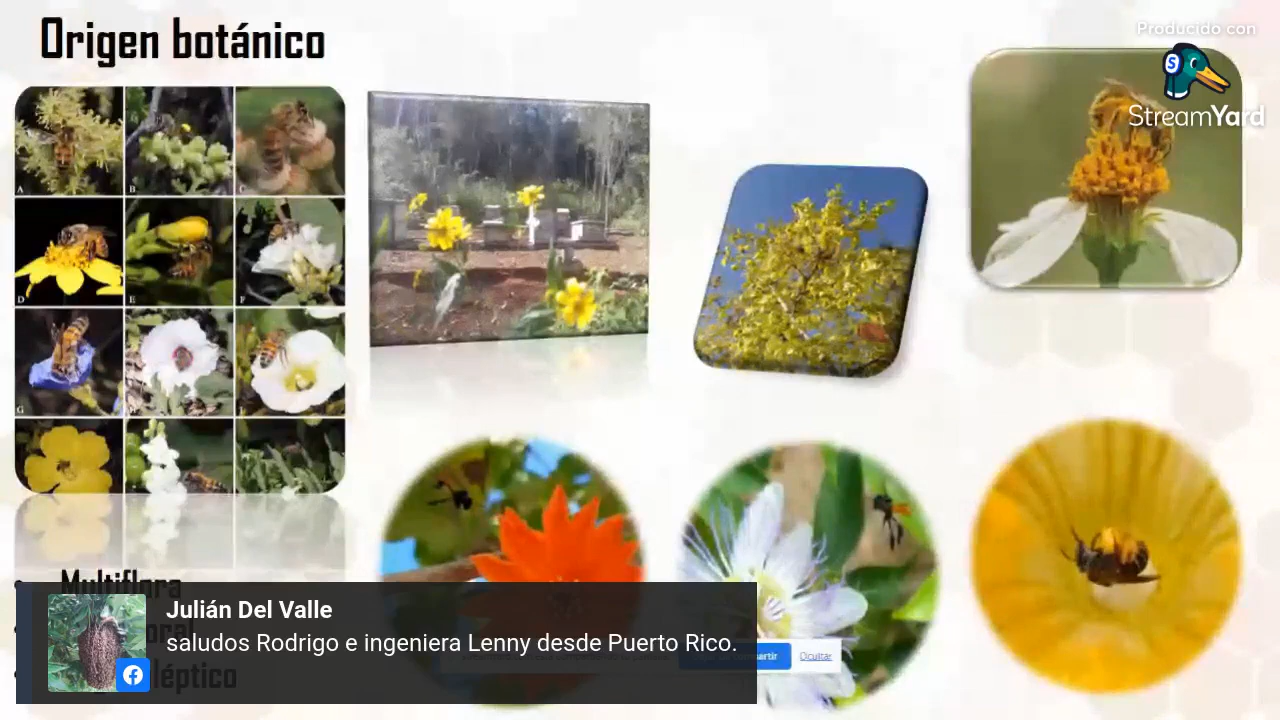 Origen botánico
Producido con
StreamYard
A
B
C
D
E
F
G
Multiflora
Julián Del Valle
saludos Rodrigo e ingeniera Lenny desde Puerto Rico.
Ocultar